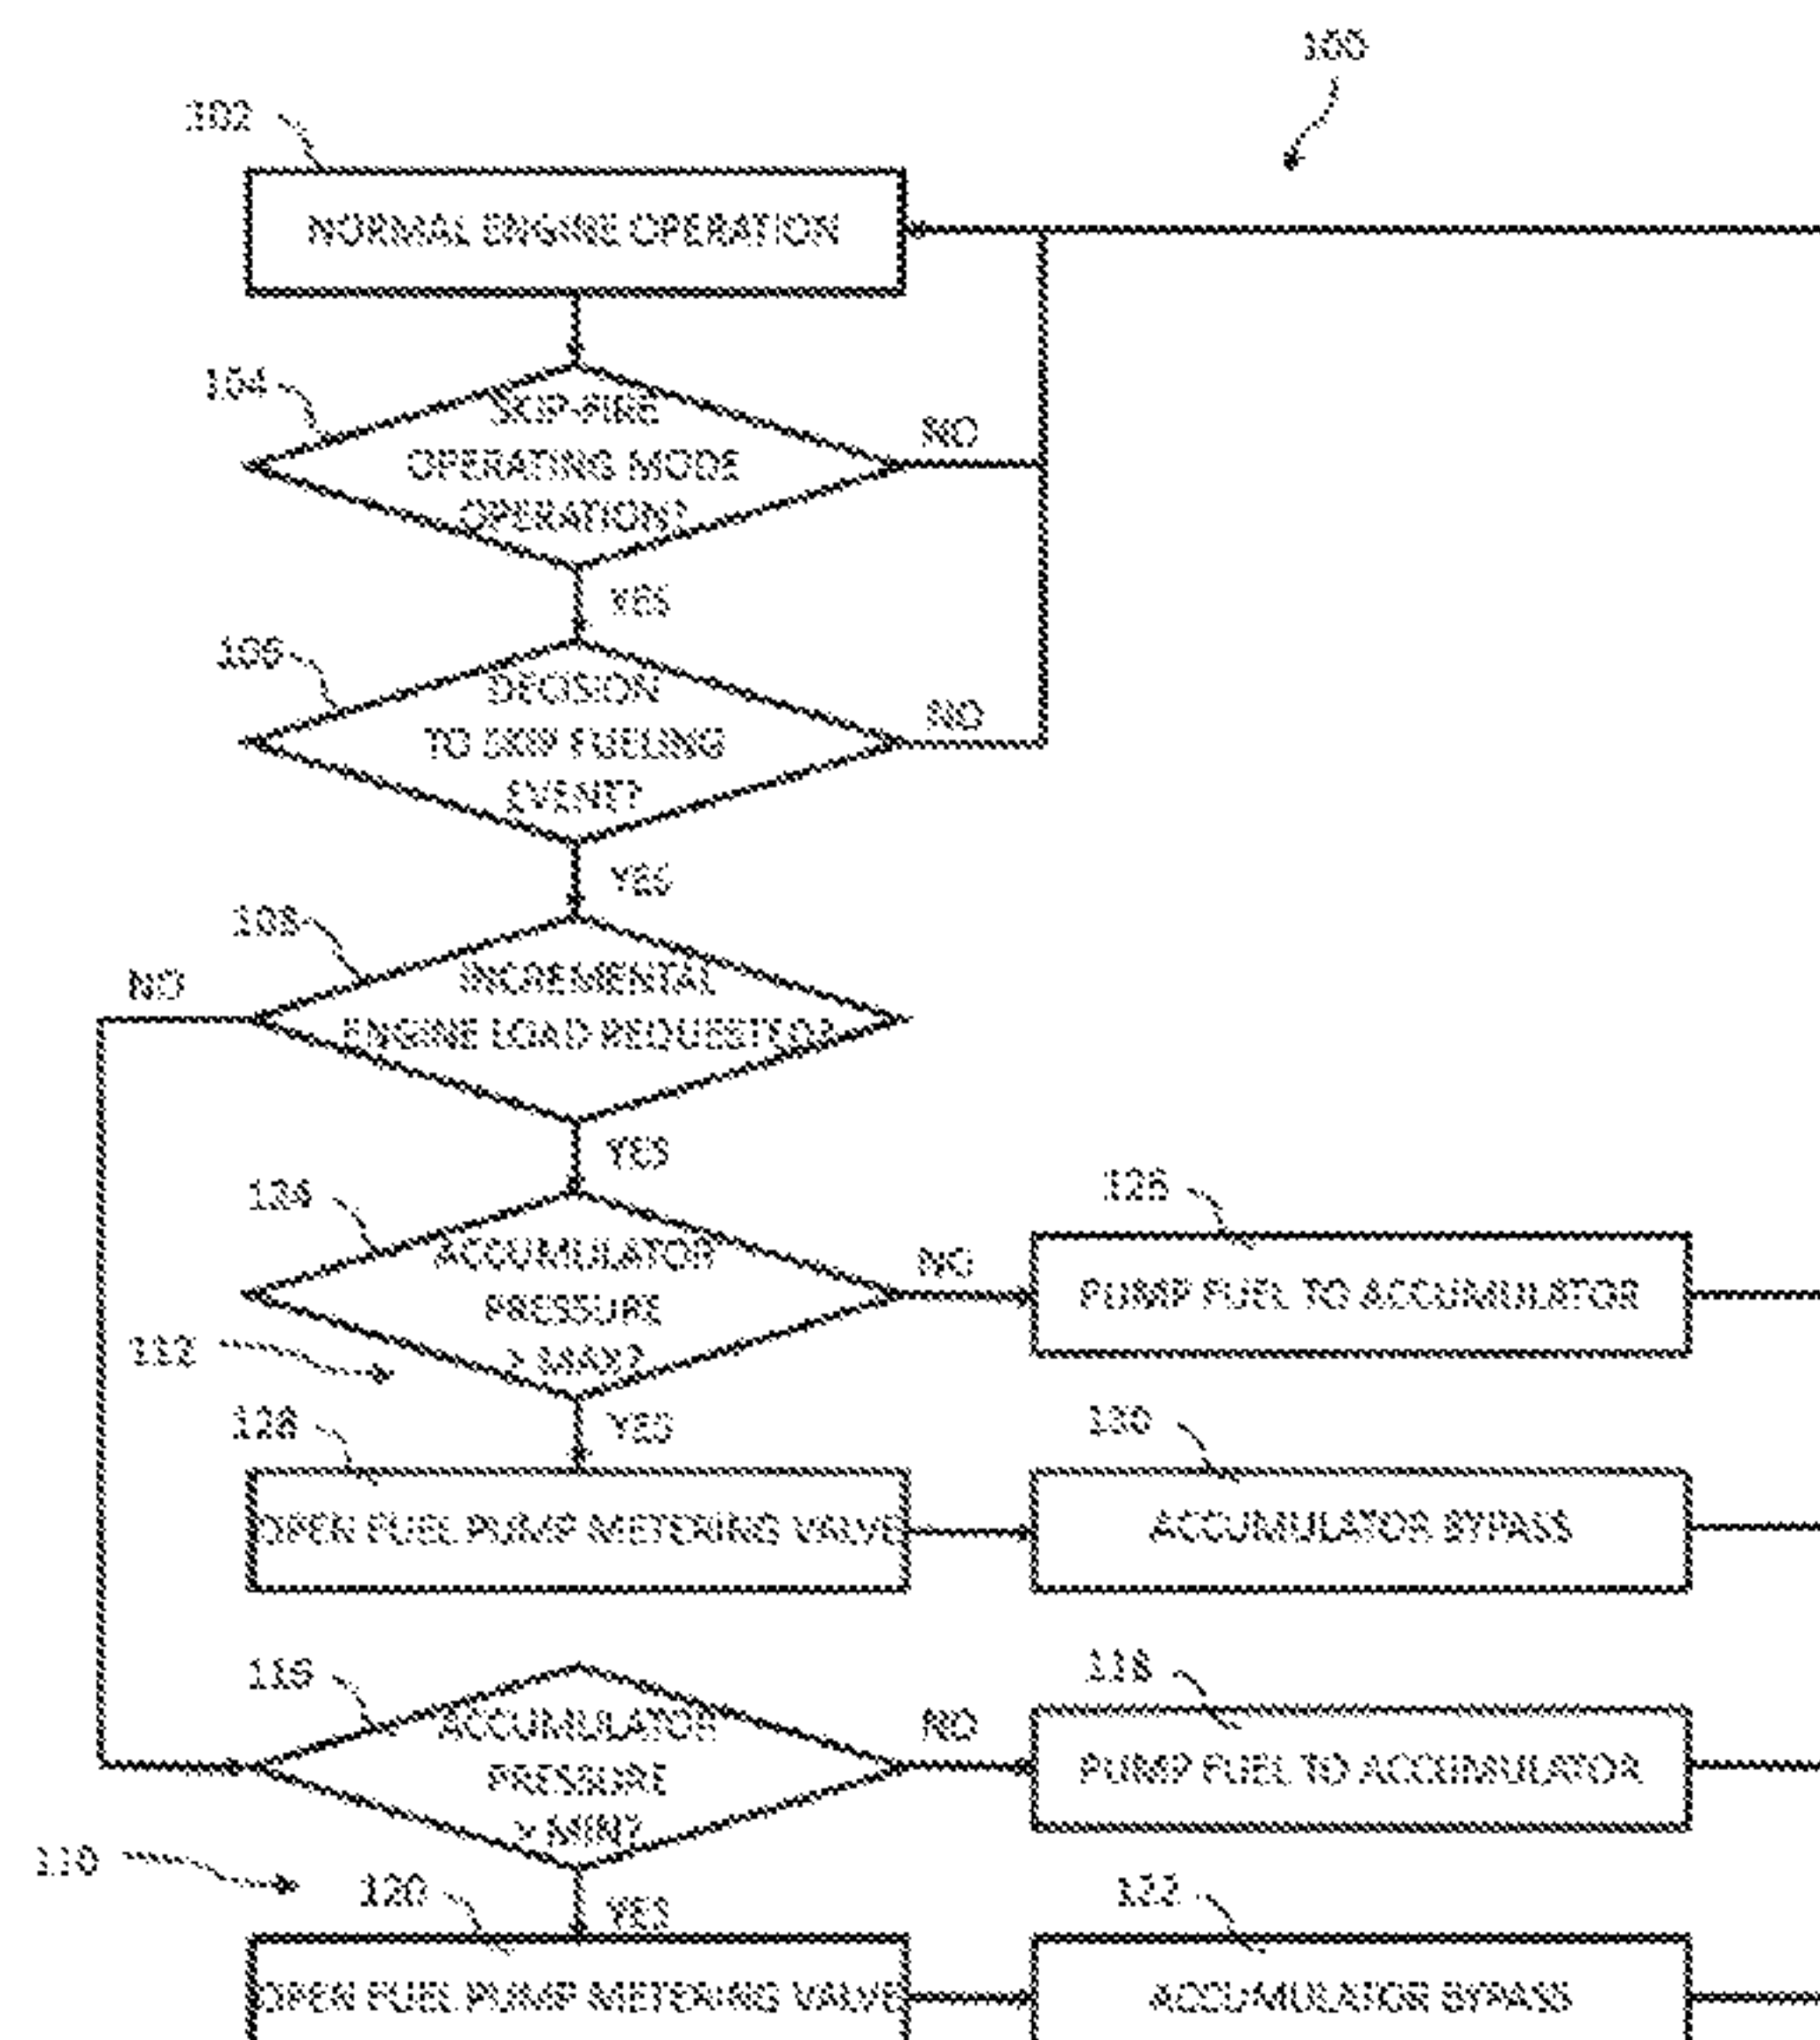 100
102
NORMAL ENGINE OPERATION
104
SKIP-FIRE
OPERATING MODE
OPERATION?
NO
YES
106
DECISION
TO SKIP FUELING
EVENT?
NO
YES
108
INCREMENTAL
ENGINE LOAD REQUESTED?
NO
YES
124
ACCUMULATOR
PRESSURE
> MAX?
NO
126
PUMP FUEL TO ACCUMULATOR
112
YES
128
OPEN FUEL PUMP METERING VALVE
130
ACCUMULATOR BYPASS
116
ACCUMULATOR
PRESSURE
> MIN?
NO
118
PUMP FUEL TO ACCUMULATOR
110
YES
120
OPEN FUEL PUMP METERING VALVE
122
ACCUMULATOR BYPASS